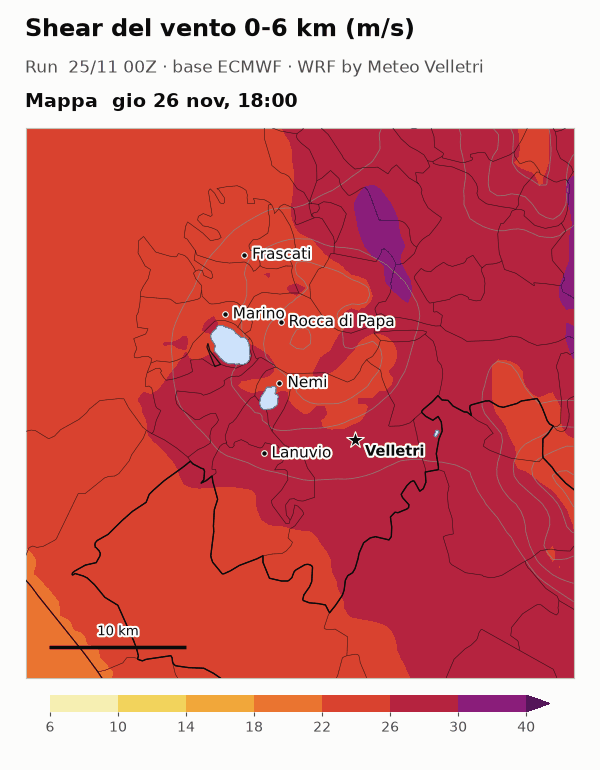 Shear del vento 0-6 km (m/s)
Run  25/11 00Z · base ECMWF · WRF by Meteo Velletri
Mappa  gio 26 nov, 18:00
Frascati
Marino
Rocca di Papa
Nemi
Velletri
Lanuvio
10 km
6 10 14 18 22 26 30 40